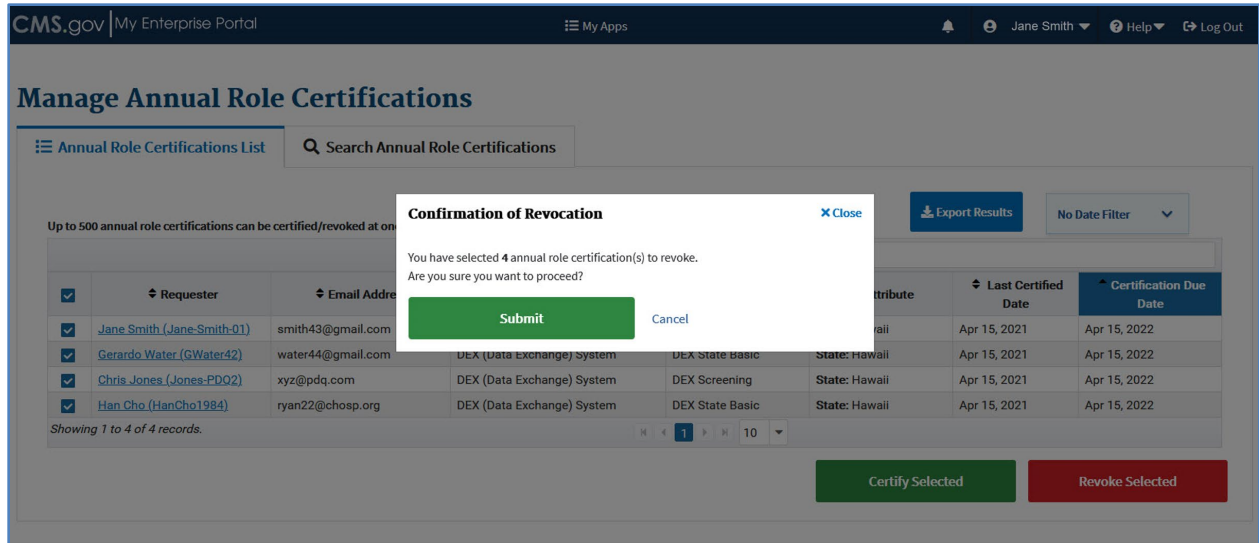 CMS.gov My Enterprise Portal My Apps Jane Smith Help Log Out
Manage Annual Role Certifications
Annual Role Certifications List Search Annual Role Certifications
Confirmation of Revocation Close
Export Results No Date Filter
Up to 500 annual role certifications can be certified/revoked at on
You have selected 4 annual role certification(s) to revoke.
Are you sure you want to proceed?
Submit Cancel
Requester Email Addre ttribute Last Certified Date Certification Due Date
Jane Smith (Jane-Smith-01) smith43@gmail.com vaii Apr 15, 2021 Apr 15, 2022
Gerardo Water (GWater42) water44@gmail.com DEX (Data Exchange) System DEX State Basic State: Hawaii Apr 15, 2021 Apr 15, 2022
Chris Jones (Jones-PDQ2) xyz@pdq.com DEX (Data Exchange) System DEX Screening State: Hawaii Apr 15, 2021 Apr 15, 2022
Han Cho (HanCho1984) ryan22@chosp.org DEX (Data Exchange) System DEX State Basic State: Hawaii Apr 15, 2021 Apr 15, 2022
Showing 1 to 4 of 4 records. 1 10
Certify Selected Revoke Selected